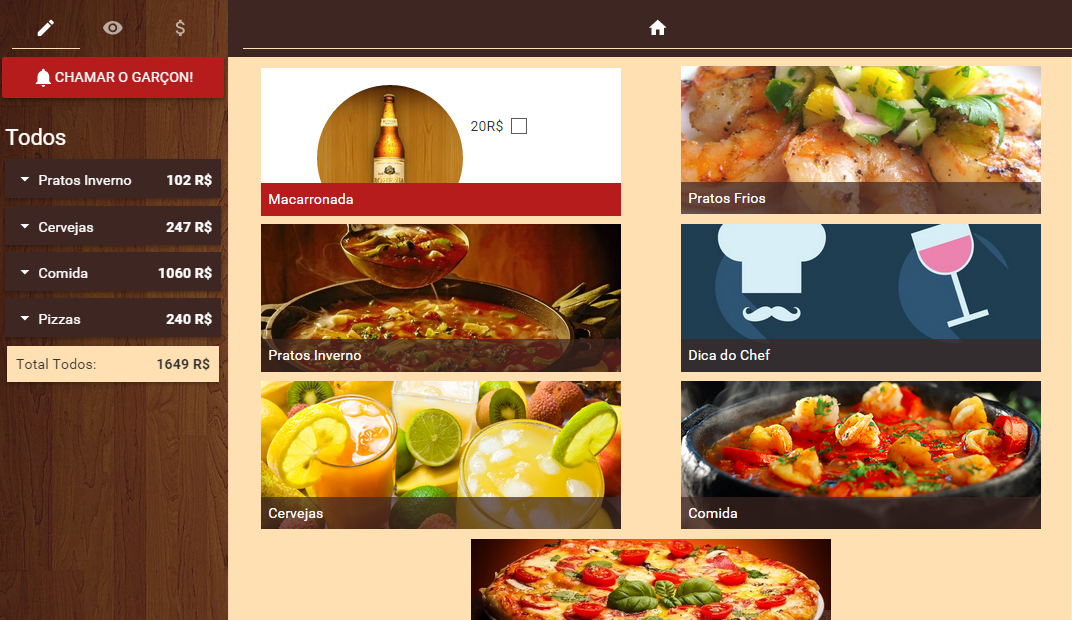 $
CHAMAR O GARÇON!
Todos
Pratos Inverno 102 R$
Cervejas 247 R$
Comida 1060 R$
Pizzas 240 R$
Total Todos: 1649 R$
20R$
Macarronada
Pratos Frios
Pratos Inverno
Dica do Chef
Cervejas
Comida